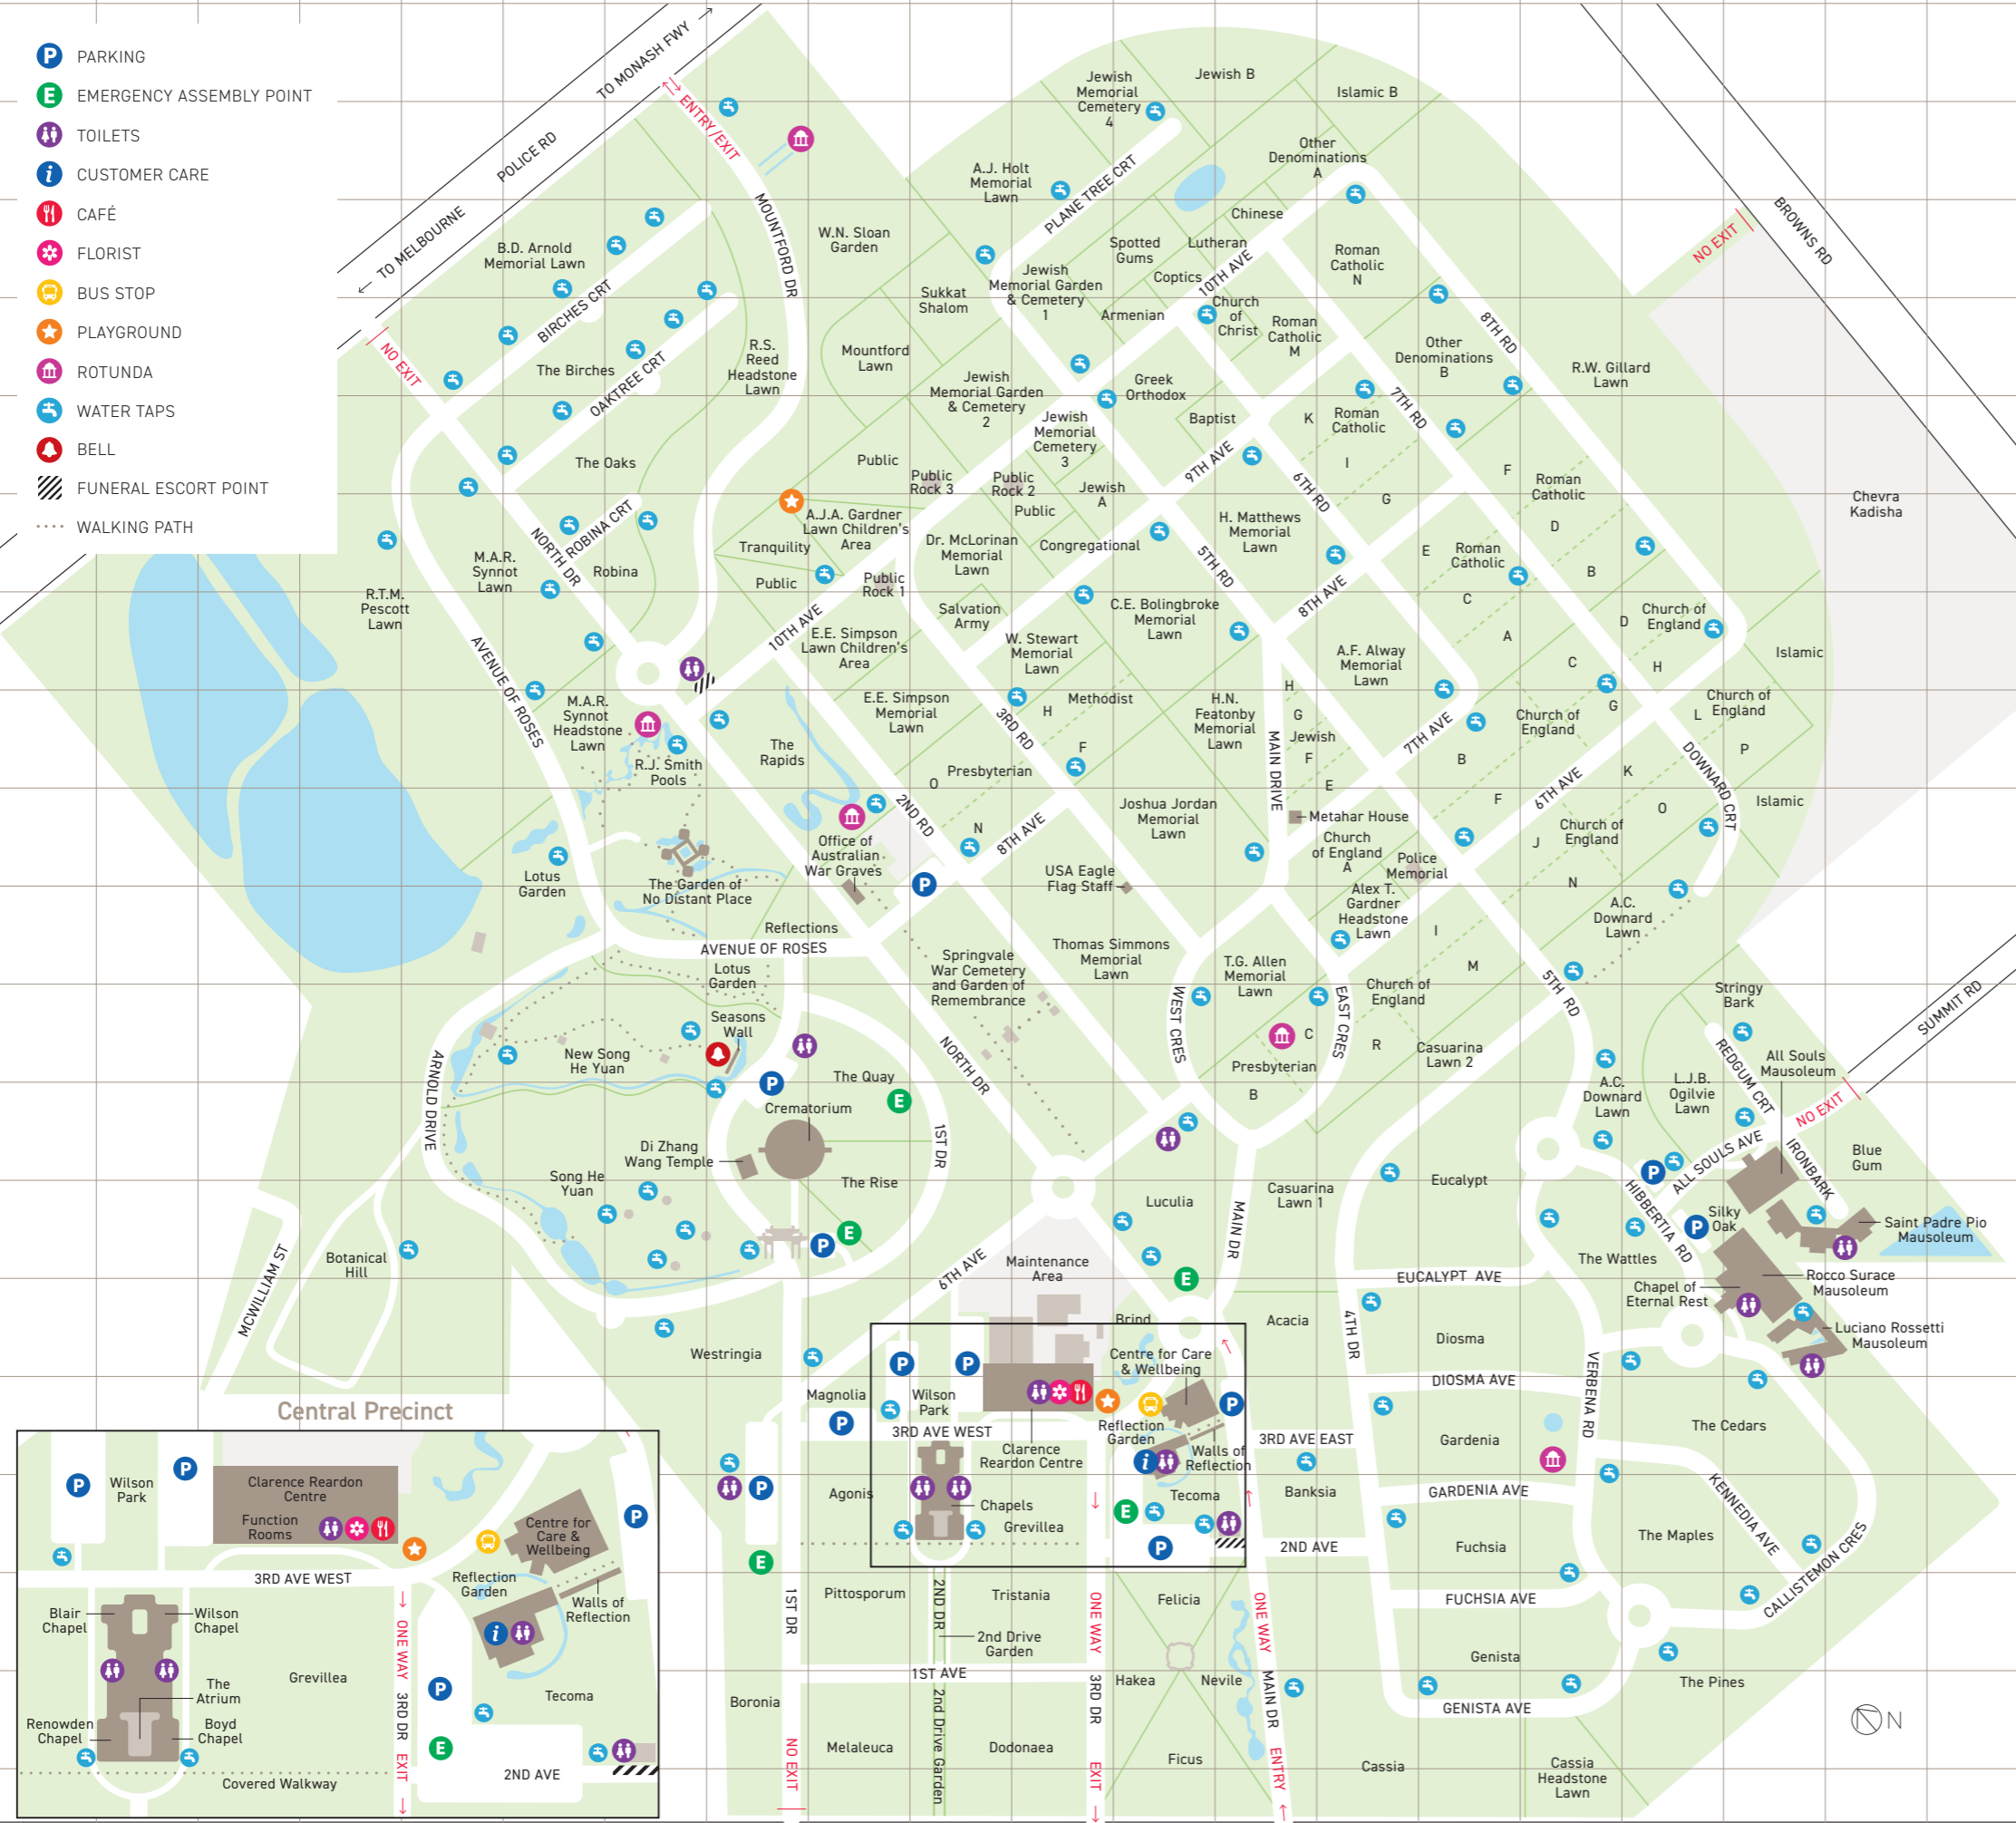 PARKING
EMERGENCY ASSEMBLY POINT
TOILETS
CUSTOMER CARE
CAFÉ
FLORIST
BUS STOP
PLAYGROUND
ROTUNDA
WATER TAPS
BELL
FUNERAL ESCORT POINT
WALKING PATH
TO MONASH FWY
POLICE RD
TO MELBOURNE
ENTRY/EXIT
NO EXIT
MOUNTFORD DR
B.D. Arnold
Memorial Lawn
BIRCHES CRT
The Birches
OAKTREE CRT
The Oaks
NORTH DR
ROBINA CRT
Robina
M.A.R.
Synnot
Lawn
R.T.M.
Pescott
Lawn
AVENUE OF ROSES
R.S.
Reed
Headstone
Lawn
W.N. Sloan
Garden
Mountford
Lawn
Sukkat
Shalom
A.J. Holt
Memorial
Lawn
Jewish
Memorial
Cemetery
4
Jewish B
Islamic B
PLANE TREE CRT
Other
Denominations
A
Chinese
Lutheran
Spotted
Gums
Coptics
10TH AVE
Jewish
Memorial Garden
& Cemetery
1
Armenian
Church
of
Christ
Roman
Catholic
N
Roman
Catholic
M
Other
Denominations
B
8TH RD
R.W. Gillard
Lawn
NO EXIT
BROWNS RD
Chevra
Kadisha
Jewish
Memorial Garden
& Cemetery
2
Greek
Orthodox
Baptist
K
Roman
Catholic
I
G
7TH RD
Jewish
Memorial
Cemetery
3
9TH AVE
6TH RD
F
Roman
Catholic
D
Public
Public
Rock 3
Public
Rock 2
Public
Jewish
A
A.J.A. Gardner
Lawn Children's
Area
Tranquility
Public
Public
Rock 1
Dr. McLorinan
Memorial
Lawn
Congregational
H. Matthews
Memorial
Lawn
5TH RD
8TH AVE
E
Roman
Catholic
B
C
A
D
Church of
England
C
H
Islamic
10TH AVE
E.E. Simpson
Lawn Children's
Area
Salvation
Army
W. Stewart
Memorial
Lawn
C.E. Bolingbroke
Memorial
Lawn
A.F. Alway
Memorial
Lawn
E.E. Simpson
Memorial
Lawn
3RD RD
H
Methodist
F
H.N.
Featonby
Memorial
Lawn
H
G
Jewish
F
E
MAIN DRIVE
7TH AVE
B
Church of
England
G
L
Church of
England
P
K
DOWNARD CRT
Islamic
F
6TH AVE
O
M.A.R.
Synnot
Headstone
Lawn
R.J. Smith
Pools
The
Rapids
O
Presbyterian
N
2ND RD
8TH AVE
Joshua Jordan
Memorial
Lawn
Metahar House
Church
of England
A
Police
Memorial
J
Church of
England
N
Office of
Australian
War Graves
USA Eagle
Flag Staff
Alex T.
Gardner
Headstone
Lawn
I
A.C.
Downard
Lawn
Lotus
Garden
The Garden of
No Distant Place
Reflections
AVENUE OF ROSES
Lotus
Garden
Springvale
War Cemetery
and Garden of
Remembrance
Thomas Simmons
Memorial
Lawn
T.G. Allen
Memorial
Lawn
M
Church of
England
5TH RD
Stringy
Bark
SUMMIT RD
Seasons
Wall
New Song
He Yuan
The Quay
Crematorium
NORTH DR
WEST CRES
EAST CRES
C
Presbyterian
B
R
Casuarina
Lawn 2
A.C.
Downard
Lawn
L.J.B.
Ogilvie
Lawn
REDGUM CRT
All Souls
Mausoleum
NO EXIT
ARNOLD DRIVE
Di Zhang
Wang Temple
Song He
Yuan
The Rise
1ST DR
Luculia
MAIN DR
Casuarina
Lawn 1
Eucalypt
ALL SOULS AVE
IRONBARK
Blue
Gum
HIBBERTIA RD
Silky
Oak
Saint Padre Pio
Mausoleum
The Wattles
Chapel of
Eternal Rest
Rocco Surace
Mausoleum
Luciano Rossetti
Mausoleum
MCWILLIAM ST
Botanical
Hill
6TH AVE
Maintenance
Area
Brind
Acacia
EUCALYPT AVE
4TH DR
Diosma
DIOSMA AVE
VERBENA RD
The Cedars
Westringia
Magnolia
Wilson
Park
3RD AVE WEST
Clarence
Reardon Centre
Centre for Care
& Wellbeing
Reflection
Garden
Walls of
Reflection
3RD AVE EAST
Gardenia
Agonis
Chapels
Grevillea
Tecoma
Banksia
GARDENIA AVE
KENNEDIA AVE
2ND AVE
Fuchsia
The Maples
CALLISTEMON CRES
FUCHSIA AVE
Pittosporum
2ND DR
Tristania
2nd Drive
Garden
ONE WAY
Felicia
ONE WAY
Genista
1ST DR
1ST AVE
Boronia
2nd Drive Garden
3RD DR
Hakea
Nevile
MAIN DR
The Pines
GENISTA AVE
NO EXIT
Melaleuca
Dodonaea
EXIT
Ficus
ENTRY
Cassia
Cassia
Headstone
Lawn
N
Central Precinct
Wilson
Park
Clarence Reardon
Centre
Function
Rooms
Centre for
Care &
Wellbeing
3RD AVE WEST
Reflection
Garden
Walls of
Reflection
Blair
Chapel
Wilson
Chapel
ONE WAY
Grevillea
The
Atrium
3RD DR
Tecoma
Renowden
Chapel
Boyd
Chapel
EXIT
2ND AVE
Covered Walkway